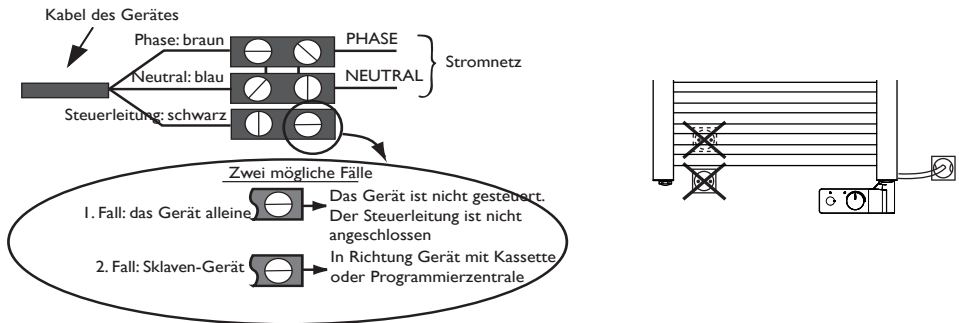 Kabel des Gerätes
Phase: braun
PHASE
Neutral: blau
NEUTRAL
Stromnetz
Steuerleitung: schwarz
Zwei mögliche Fälle
1. Fall: das Gerät alleine
Das Gerät ist nicht gesteuert.
Der Steuerleitung ist nicht
angeschlossen
2. Fall: Sklaven-Gerät
In Richtung Gerät mit Kassette
oder Programmierzentrale